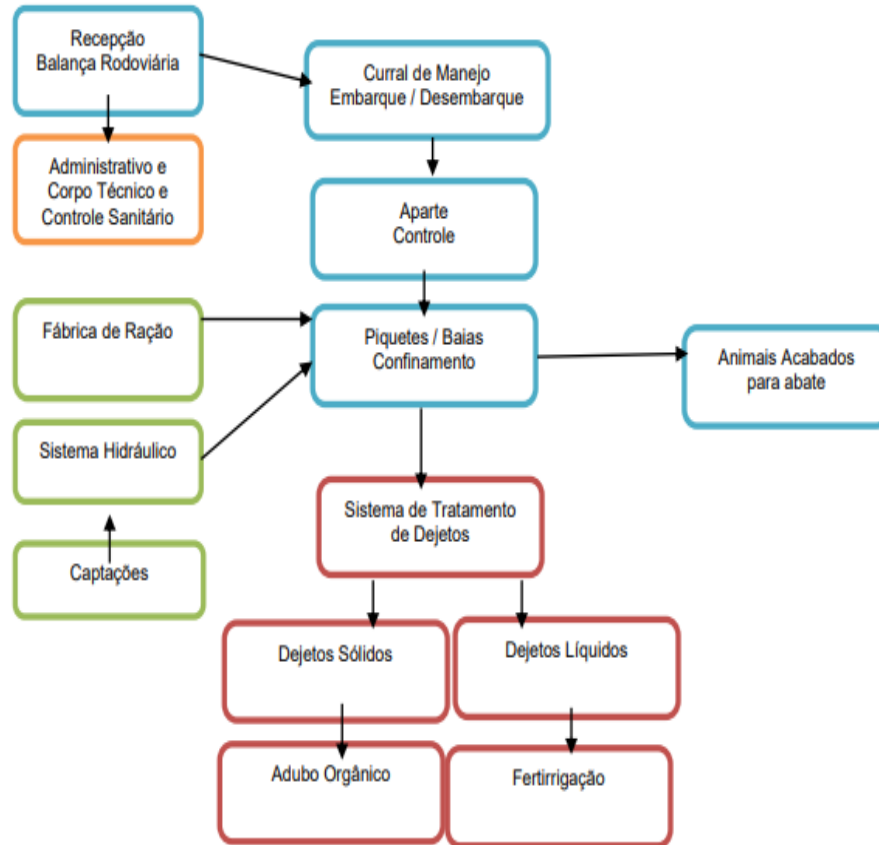 Recepção
Balança Rodoviária
Curral de Manejo
Embarque / Desembarque
Administrativo e
Corpo Técnico e
Controle Sanitário
Aparte
Controle
Fábrica de Ração
Piquetes / Baias
Confinamento
Animais Acabados
para abate
Sistema Hidráulico
Sistema de Tratamento
de Dejetos
Captações
Dejetos Sólidos
Dejetos Líquidos
Adubo Orgânico
Fertirrigação